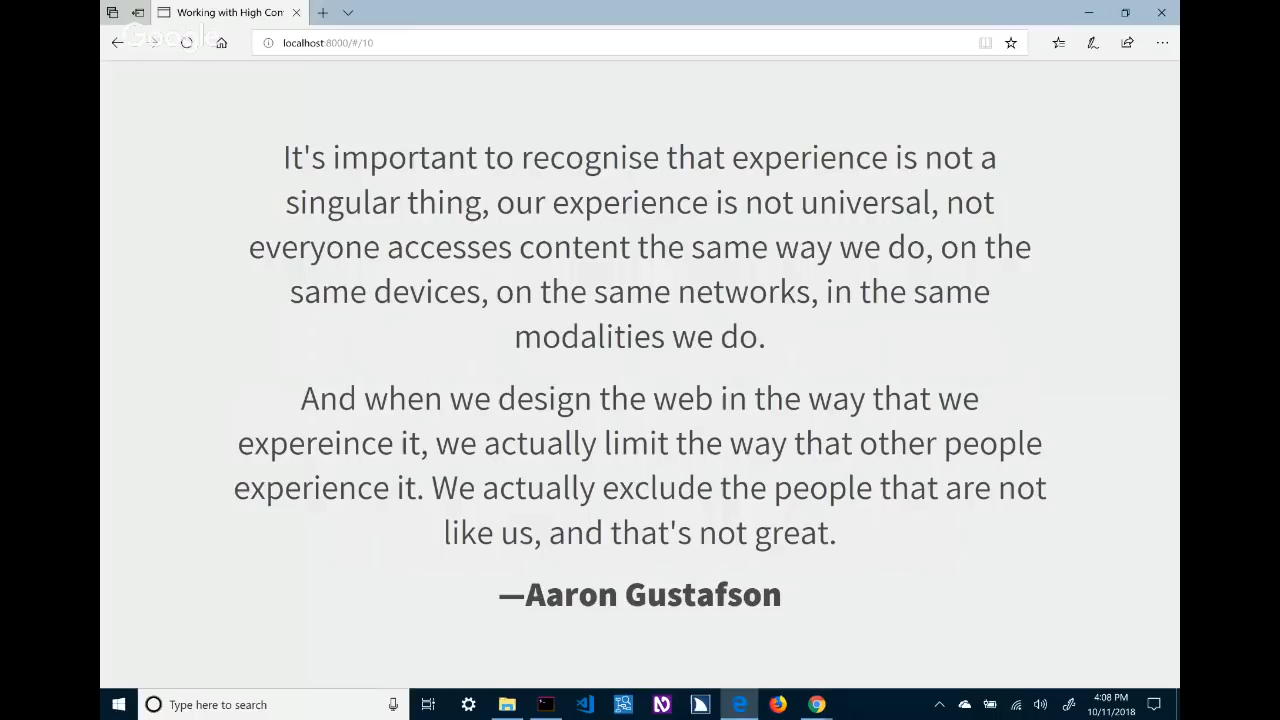 Working with High Con
Google
localhost:8000/#/10
It's important to recognise that experience is not a
singular thing, our experience is not universal, not
everyone accesses content the same way we do, on the
same devices, on the same networks, in the same
modalities we do.
And when we design the web in the way that we
expereince it, we actually limit the way that other people
experience it. We actually exclude the people that are not
like us, and that's not great.
—Aaron Gustafson
Type here to search
4:08 PM
10/11/2018